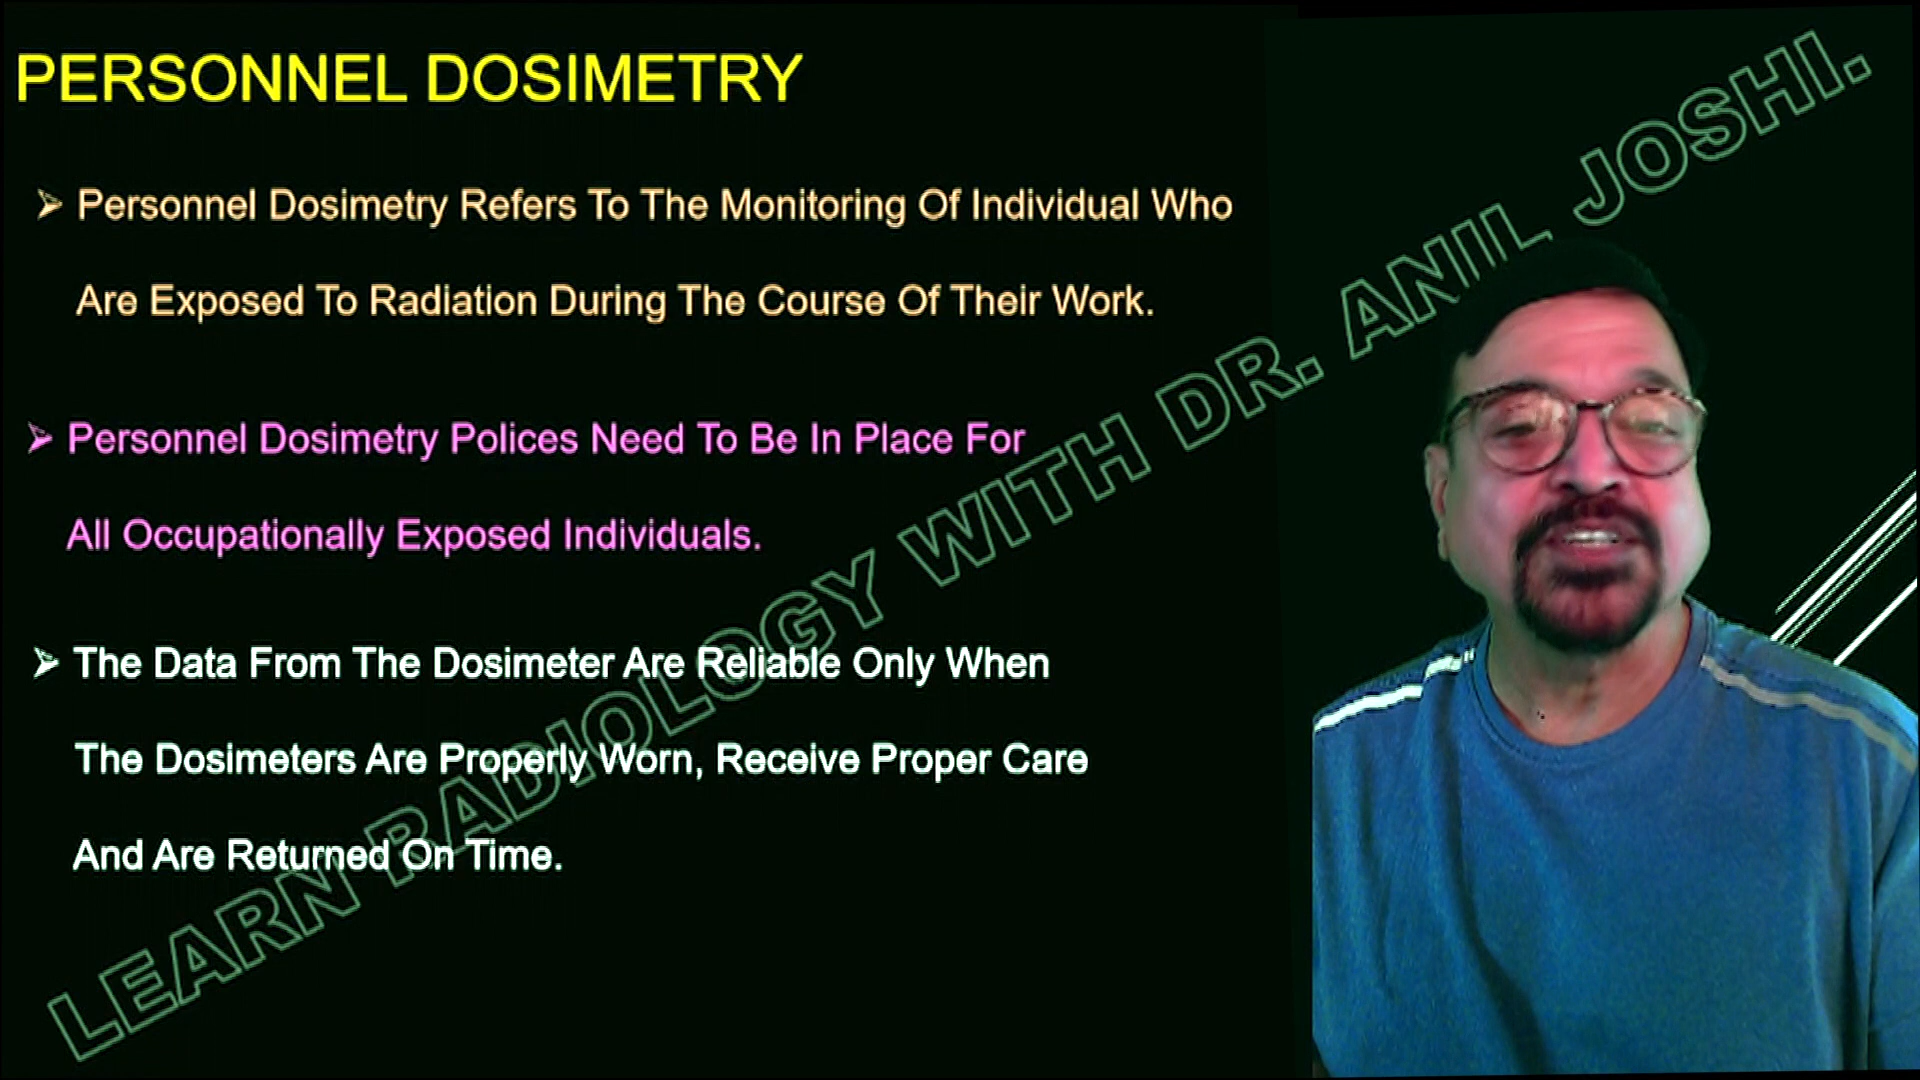 PERSONNEL DOSIMETRY
➢ Personnel Dosimetry Refers To The Monitoring Of Individual Who
Are Exposed To Radiation During The Course Of Their Work.
➢ Personnel Dosimetry Polices Need To Be In Place For
All Occupationally Exposed Individuals.
➢ The Data From The Dosimeter Are Reliable Only When
The Dosimeters Are Properly Worn, Receive Proper Care
And Are Returned On Time.
LEARN RADIOLOGY WITH DR. ANIL JOSHI.